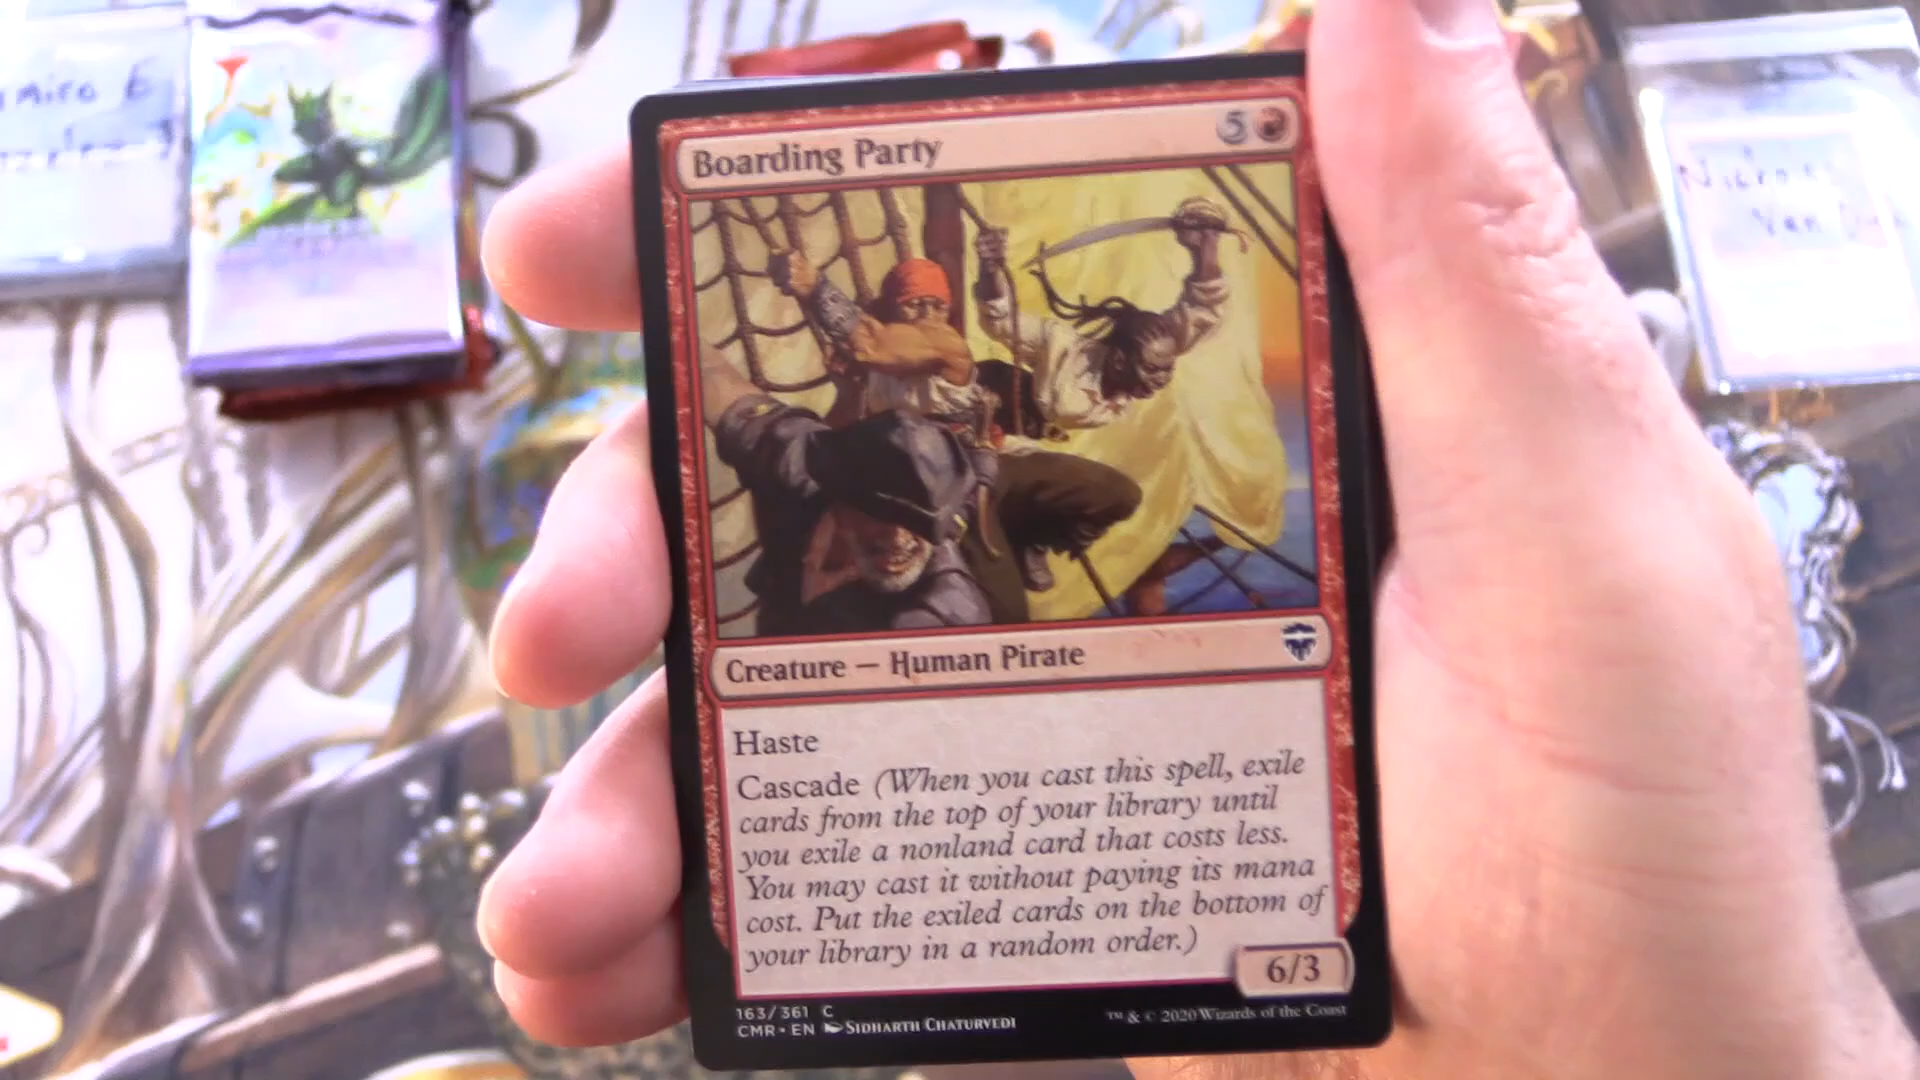 Boarding Party 5
Creature — Human Pirate
Haste
Cascade (When you cast this spell, exile
cards from the top of your library until
you exile a nonland card that costs less.
You may cast it without paying its mana
cost. Put the exiled cards on the bottom of
your library in a random order.)
6/3
163/361 C
CMR • EN SIDHARTH CHATURVEDI
™ & © 2020 Wizards of the Coast